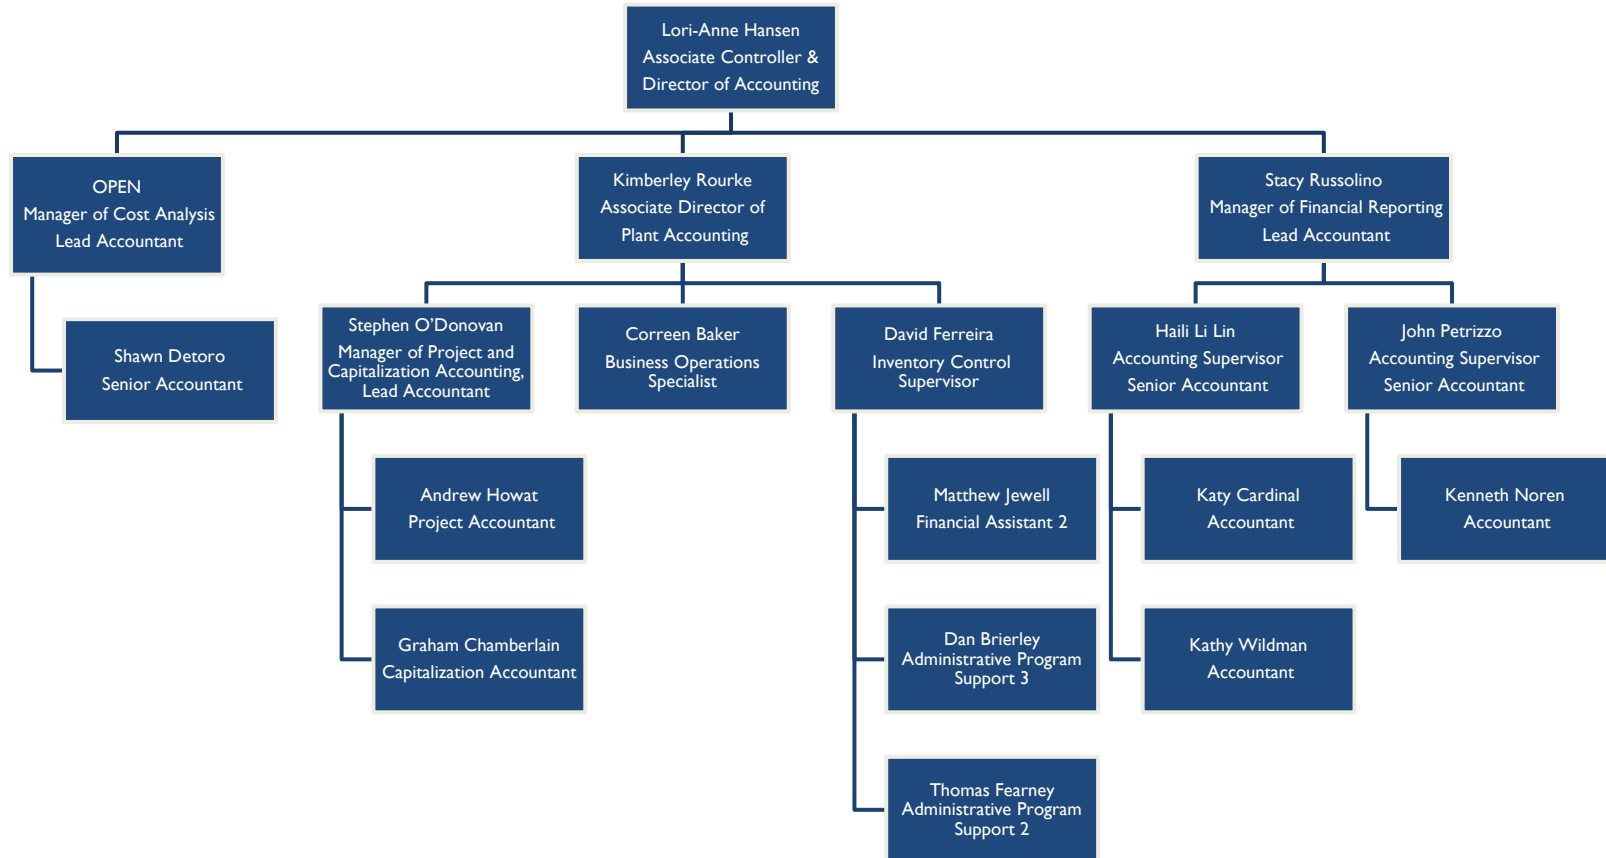 Lori-Anne Hansen
Associate Controller &
Director of Accounting
OPEN
Manager of Cost Analysis
Lead Accountant
Kimberley Rourke
Associate Director of
Plant Accounting
Stacy Russolino
Manager of Financial Reporting
Lead Accountant
Shawn Detoro
Senior Accountant
Stephen O’Donovan
Manager of Project and
Capitalization Accounting,
Lead Accountant
Correen Baker
Business Operations
Specialist
David Ferreira
Inventory Control
Supervisor
Haili Li Lin
Accounting Supervisor
Senior Accountant
John Petrizzo
Accounting Supervisor
Senior Accountant
Andrew Howat
Project Accountant
Matthew Jewell
Financial Assistant 2
Katy Cardinal
Accountant
Kenneth Noren
Accountant
Graham Chamberlain
Capitalization Accountant
Dan Brierley
Administrative Program
Support 3
Kathy Wildman
Accountant
Thomas Fearney
Administrative Program
Support 2